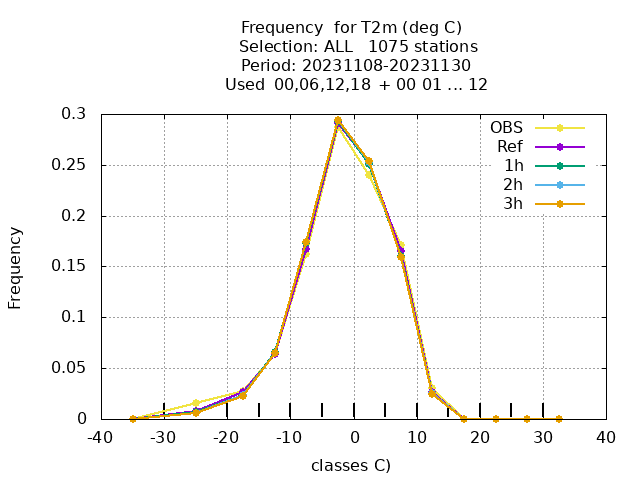 Frequency  for T2m (deg C)
Selection: ALL   1075 stations
Period: 20231108-20231130
Used  00,06,12,18  + 00 01 ... 12
0.3
0.25
0.2
0.15
0.1
0.05
0
Frequency
OBS
Ref
1h
2h
3h
-40 -30 -20 -10 0 10 20 30 40
classes C)